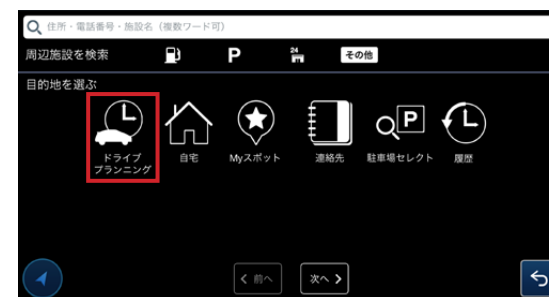 住所・電話番号・施設名（複数ワード可）
周辺施設を検索 P 24 その他
目的地を選ぶ
ドライブ
プランニング
自宅
Myスポット
連絡先
P
駐車場セレクト
履歴
前へ
次へ